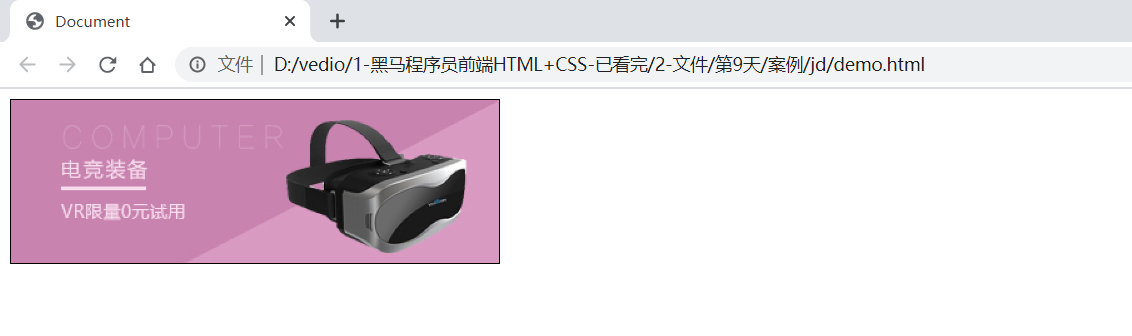 Document
文件 | D:/vedio/1-黑马程序员前端HTML+CSS-已看完/2-文件/第9天/案例/jd/demo.html
COMPUTER
电竞装备
VR限量0元试用